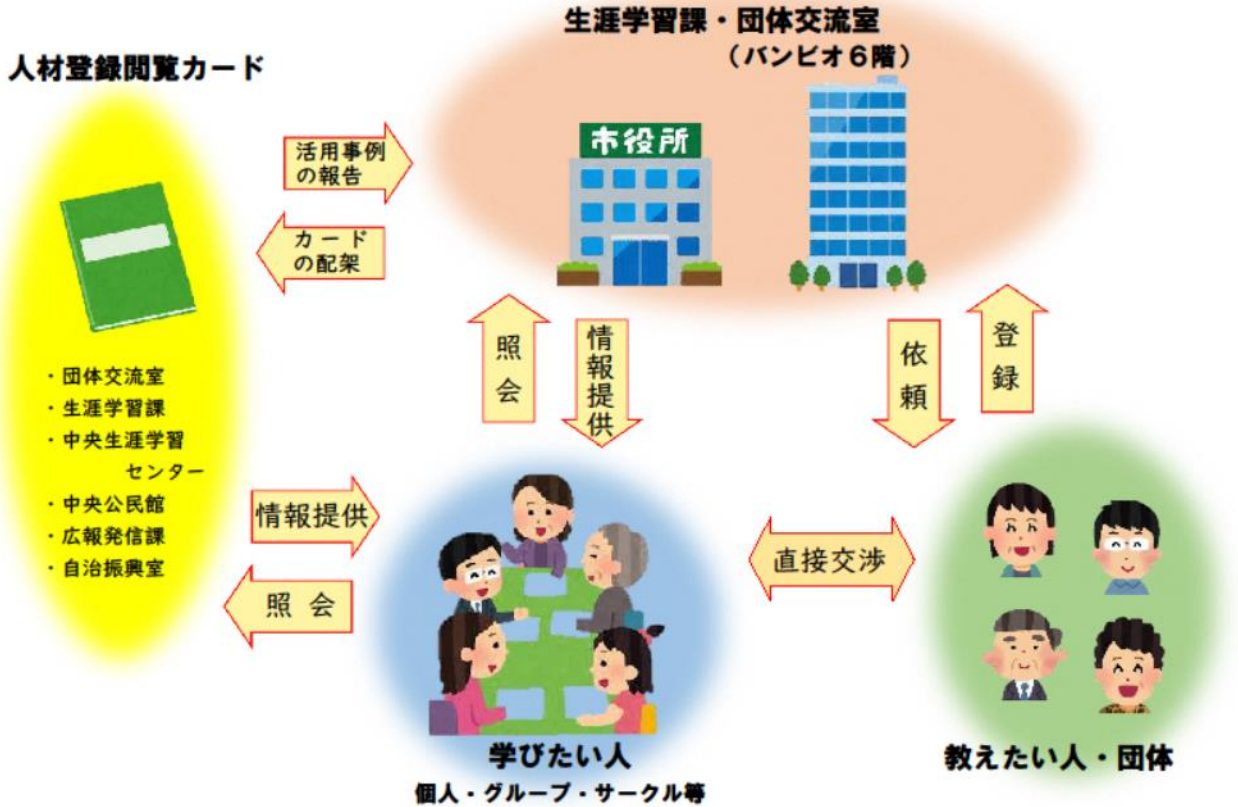 生涯学習課・団体交流室
（バンビオ６階）
人材登録閲覧カード
市役所
活用事例
の報告
カード
の配架
照会
情報提供
依頼
登録
・団体交流室
・生涯学習課
・中央生涯学習
センター
・中央公民館
・広報発信課
・自治振興室
情報提供
照会
直接交渉
学びたい人
個人・グループ・サークル等
教えたい人・団体